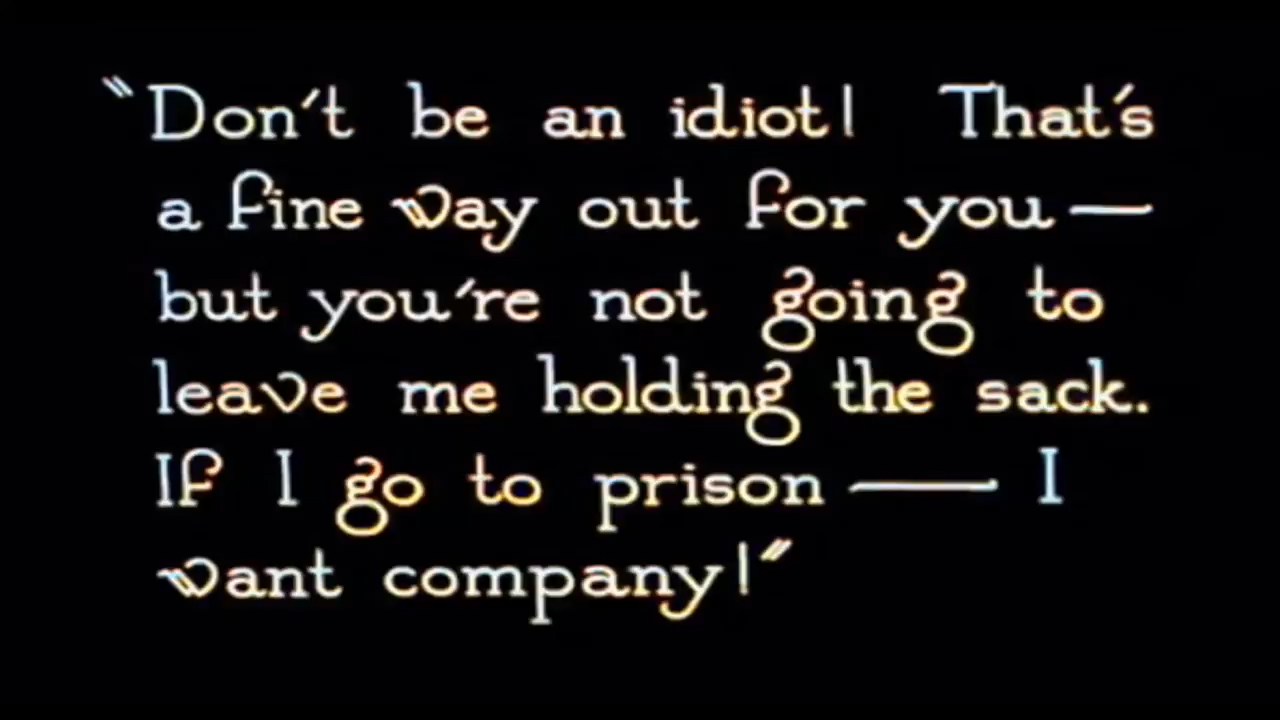 "Don't be an idiot! That's
a fine way out for you —
but you're not going to
leave me holding the sack.
If I go to prison — I
want company!"